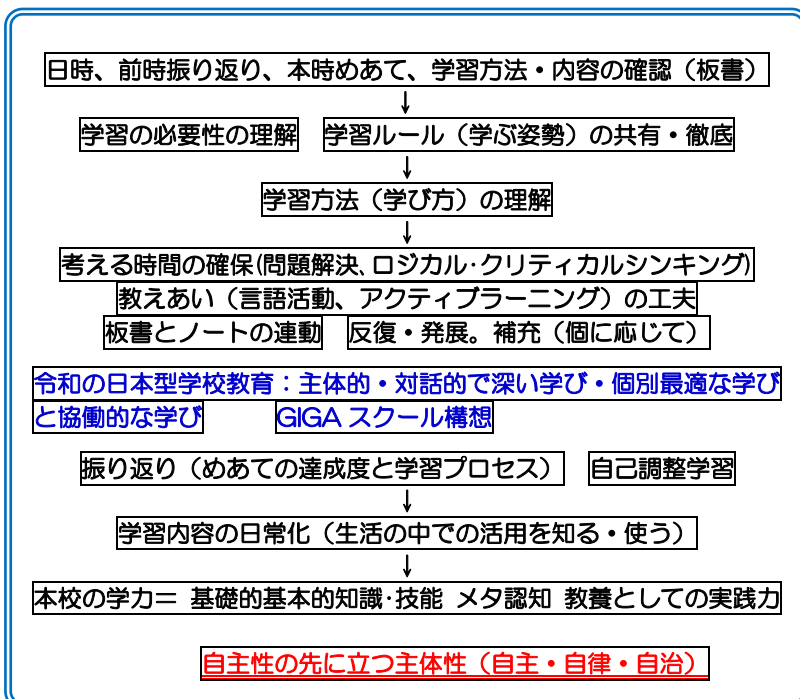 日時、前時振り返り、本時めあて、学習方法・内容の確認（板書）
↓
学習の必要性の理解　学習ルール（学ぶ姿勢）の共有・徹底
↓
学習方法（学び方）の理解
↓
考える時間の確保(問題解決､ロジカル･クリティカルシンキング)
教えあい（言語活動、アクティブラーニング）の工夫
板書とノートの連動　反復・発展。補充（個に応じて）
令和の日本型学校教育：主体的・対話的で深い学び・個別最適な学び
と協働的な学び　　　GIGA スクール構想
振り返り（めあての達成度と学習プロセス）　自己調整学習
↓
学習内容の日常化（生活の中での活用を知る・使う）
↓
本校の学力＝ 基礎的基本的知識･技能 メタ認知 教養としての実践力
自主性の先に立つ主体性（自主・自律・自治）